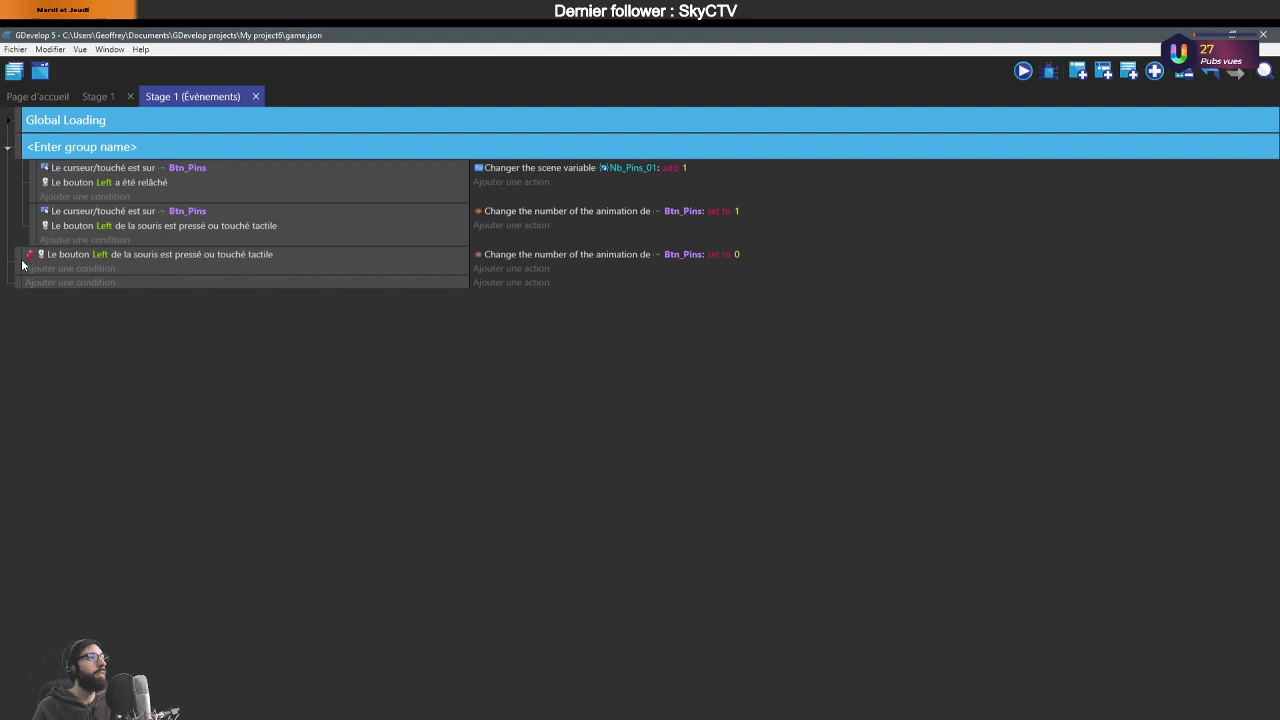 Mardi et Jeudi
Dernier follower : SkyCTV
GDevelop 5 - C:\Users\Geoffrey\Documents\GDevelop projects\My project6\game.json
Fichier Modifier Vue Window Help
27
Pubs vues
Page d'accueil Stage 1 Stage 1 (Évènements)
Global Loading
<Enter group name>
Le curseur/touché est sur Btn_Pins Changer the scene variable Nb_Pins_01: add 1
Le bouton Left a été relâché Ajouter une action
Ajouter une condition
Le curseur/touché est sur Btn_Pins Change the number of the animation de Btn_Pins: set to 1
Le bouton Left de la souris est pressé ou touché tactile Ajouter une action
Ajouter une condition
Le bouton Left de la souris est pressé ou touché tactile Change the number of the animation de Btn_Pins: set to 0
Ajouter une condition Ajouter une action
Ajouter une condition Ajouter une action